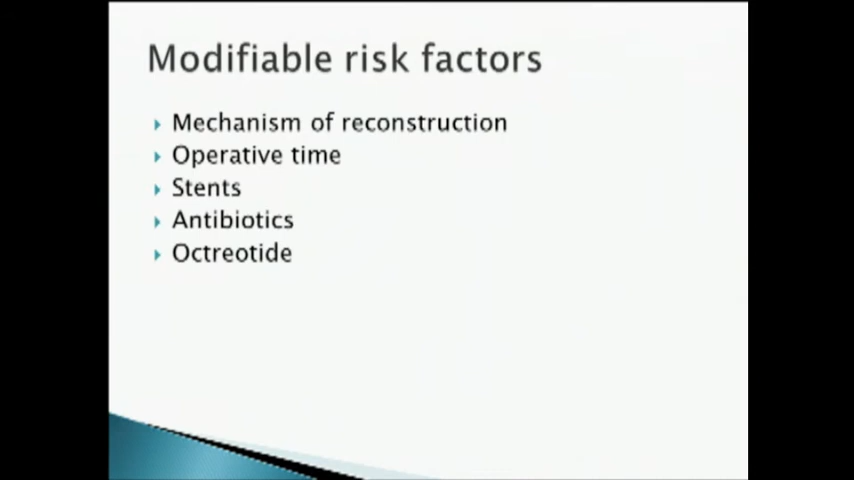 Modifiable risk factors
Mechanism of reconstruction
Operative time
Stents
Antibiotics
Octreotide